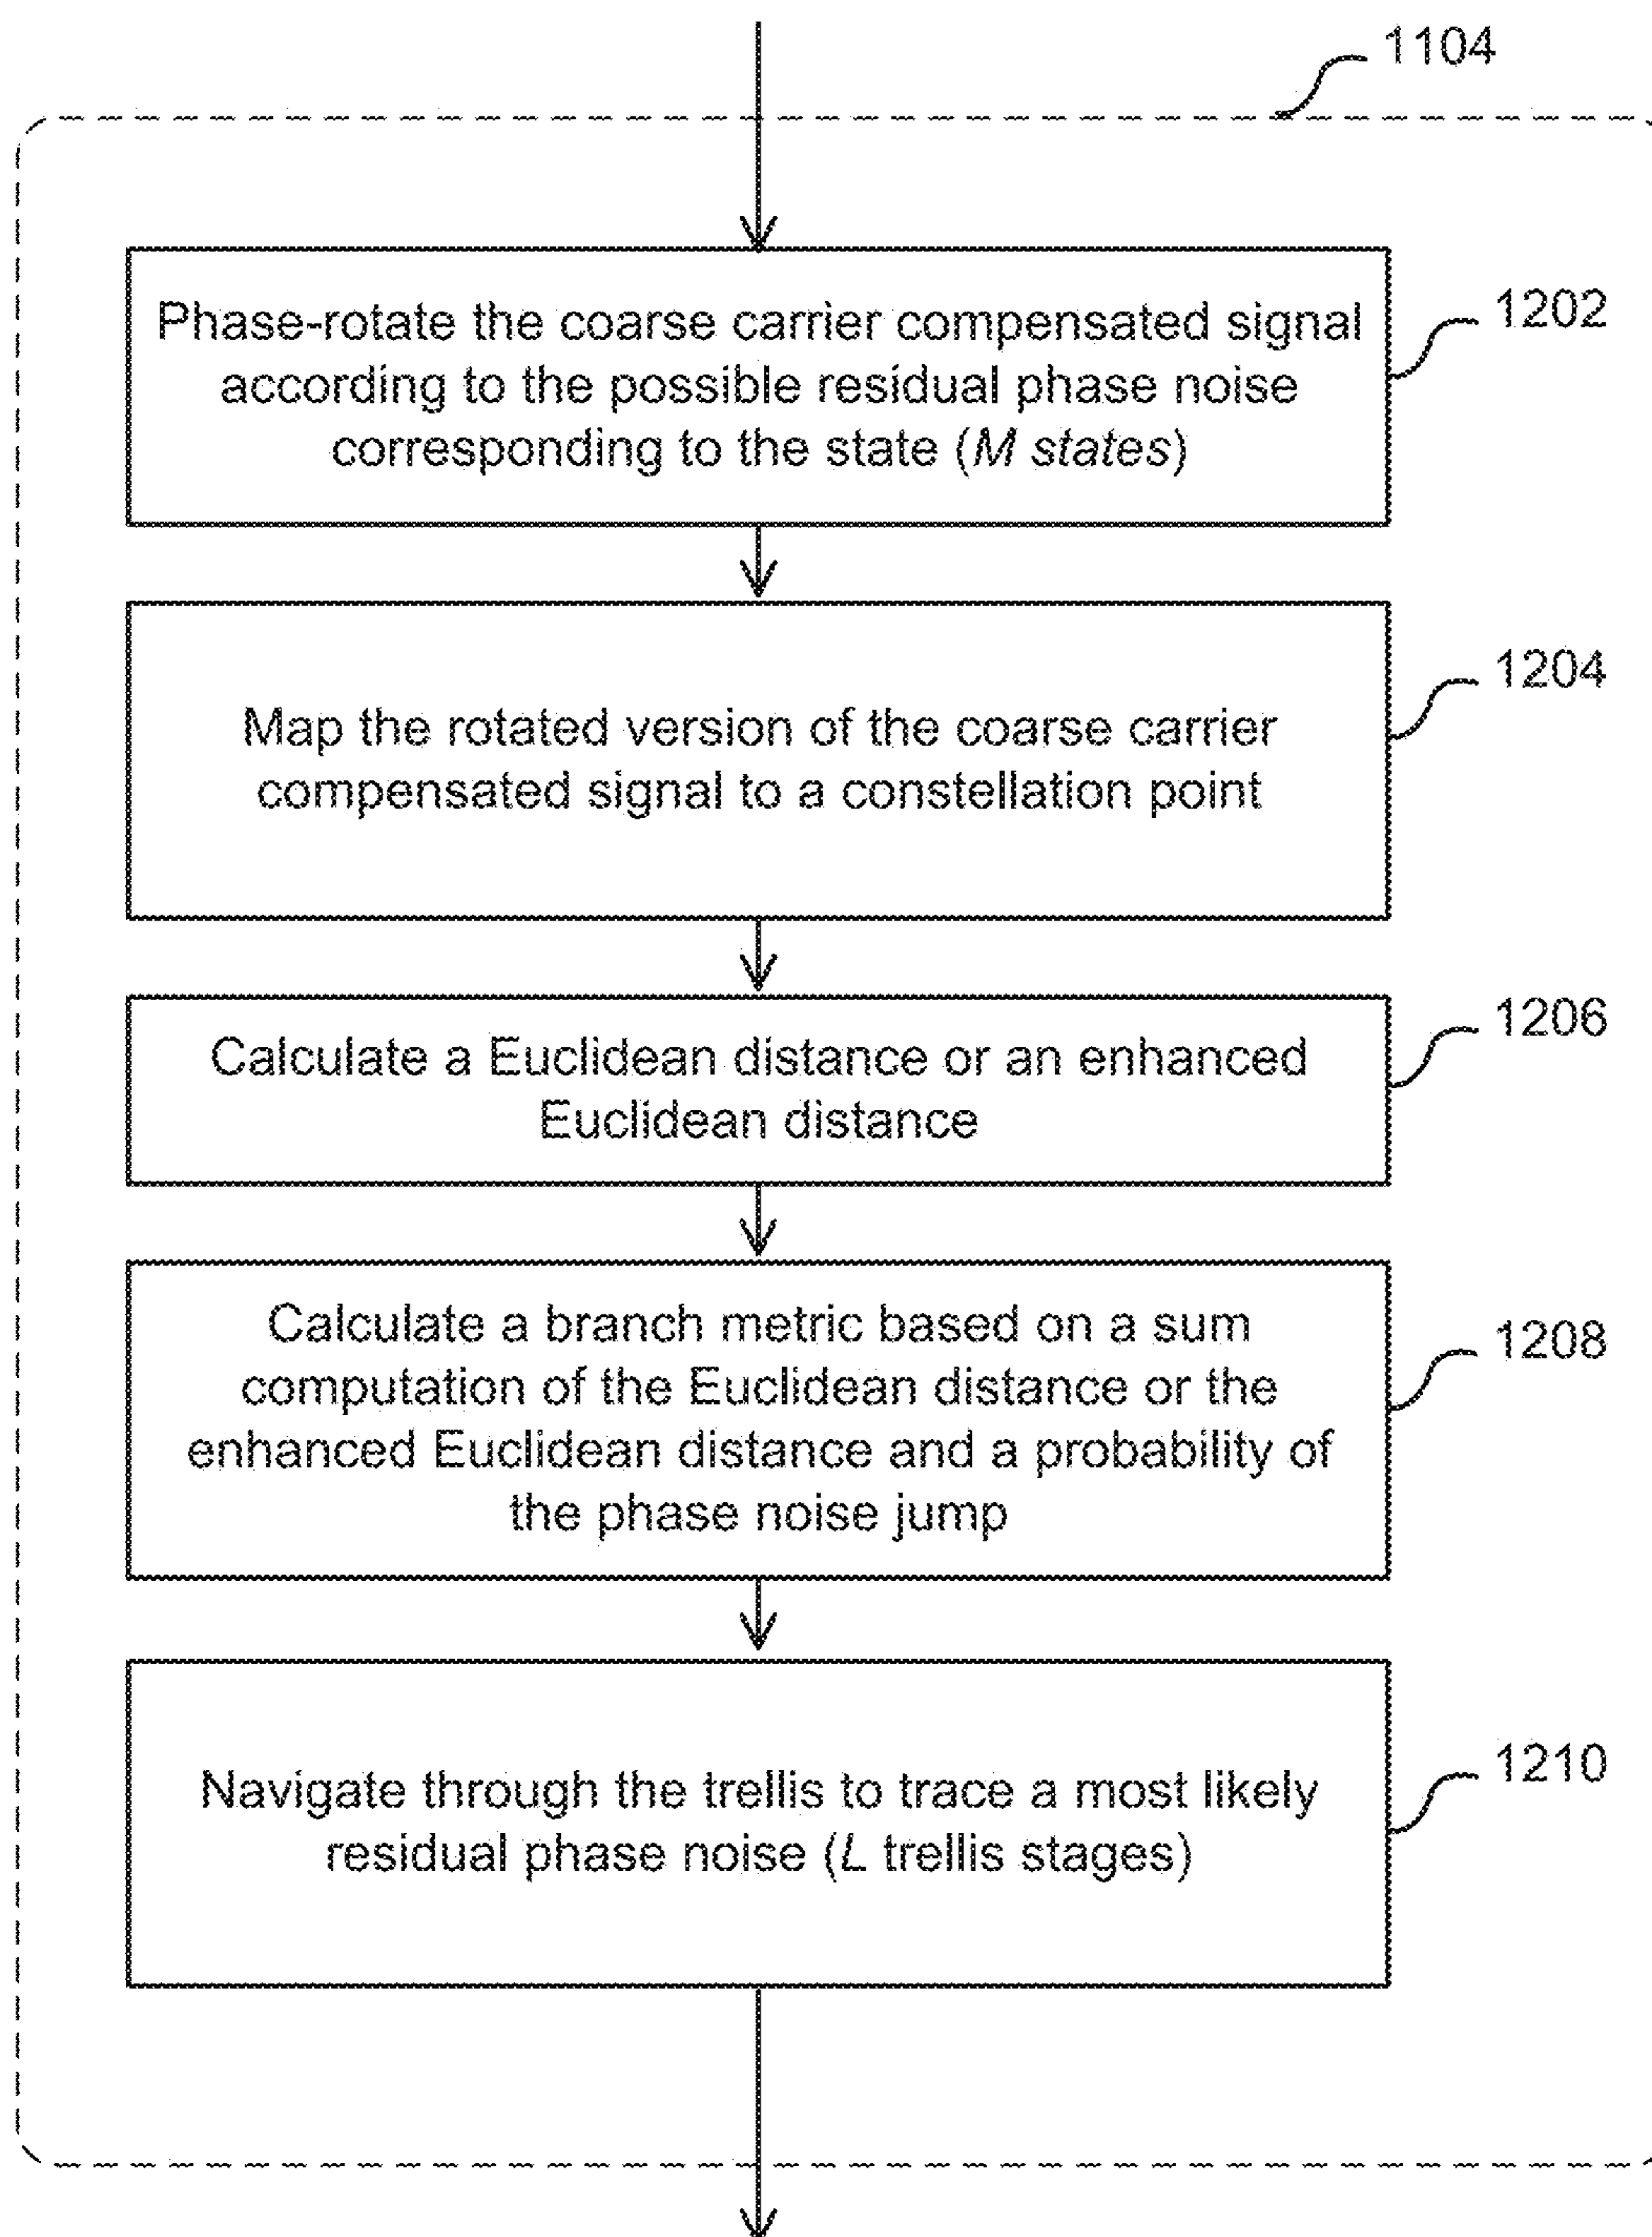 1104
Phase-rotate the coarse carrier compensated signal
according to the possible residual phase noise
corresponding to the state (M states)
1202
Map the rotated version of the coarse carrier
compensated signal to a constellation point
1204
Calculate a Euclidean distance or an enhanced
Euclidean distance
1206
Calculate a branch metric based on a sum
computation of the Euclidean distance or the
enhanced Euclidean distance and a probability of
the phase noise jump
1208
Navigate through the trellis to trace a most likely
residual phase noise (L trellis stages)
1210